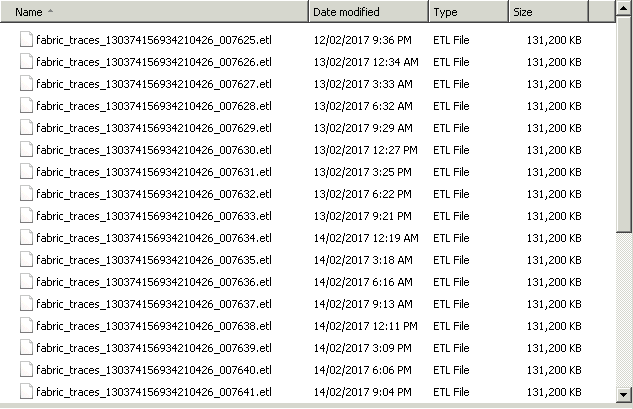 Name Date modified Type Size
fabric_traces_130374156934210426_007625.etl 12/02/2017 9:36 PM ETL File 131,200 KB
fabric_traces_130374156934210426_007626.etl 13/02/2017 12:34 AM ETL File 131,200 KB
fabric_traces_130374156934210426_007627.etl 13/02/2017 3:33 AM ETL File 131,200 KB
fabric_traces_130374156934210426_007628.etl 13/02/2017 6:32 AM ETL File 131,200 KB
fabric_traces_130374156934210426_007629.etl 13/02/2017 9:29 AM ETL File 131,200 KB
fabric_traces_130374156934210426_007630.etl 13/02/2017 12:27 PM ETL File 131,200 KB
fabric_traces_130374156934210426_007631.etl 13/02/2017 3:25 PM ETL File 131,200 KB
fabric_traces_130374156934210426_007632.etl 13/02/2017 6:22 PM ETL File 131,200 KB
fabric_traces_130374156934210426_007633.etl 13/02/2017 9:21 PM ETL File 131,200 KB
fabric_traces_130374156934210426_007634.etl 14/02/2017 12:19 AM ETL File 131,200 KB
fabric_traces_130374156934210426_007635.etl 14/02/2017 3:18 AM ETL File 131,200 KB
fabric_traces_130374156934210426_007636.etl 14/02/2017 6:16 AM ETL File 131,200 KB
fabric_traces_130374156934210426_007637.etl 14/02/2017 9:13 AM ETL File 131,200 KB
fabric_traces_130374156934210426_007638.etl 14/02/2017 12:11 PM ETL File 131,200 KB
fabric_traces_130374156934210426_007639.etl 14/02/2017 3:09 PM ETL File 131,200 KB
fabric_traces_130374156934210426_007640.etl 14/02/2017 6:06 PM ETL File 131,200 KB
fabric_traces_130374156934210426_007641.etl 14/02/2017 9:04 PM ETL File 131,200 KB